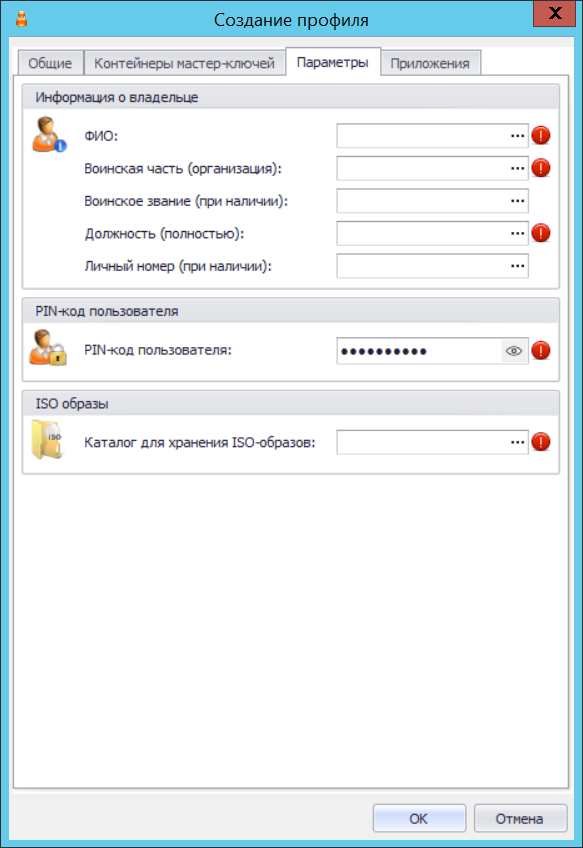 Создание профиля
Общие Контейнеры мастер-ключей Параметры Приложения
Информация о владельце
ФИО:
Воинская часть (организация):
Воинское звание (при наличии):
Должность (полностью):
Личный номер (при наличии):
PIN-код пользователя
PIN-код пользователя:
ISO образы
ISO
Каталог для хранения ISO-образов:
OK Отмена